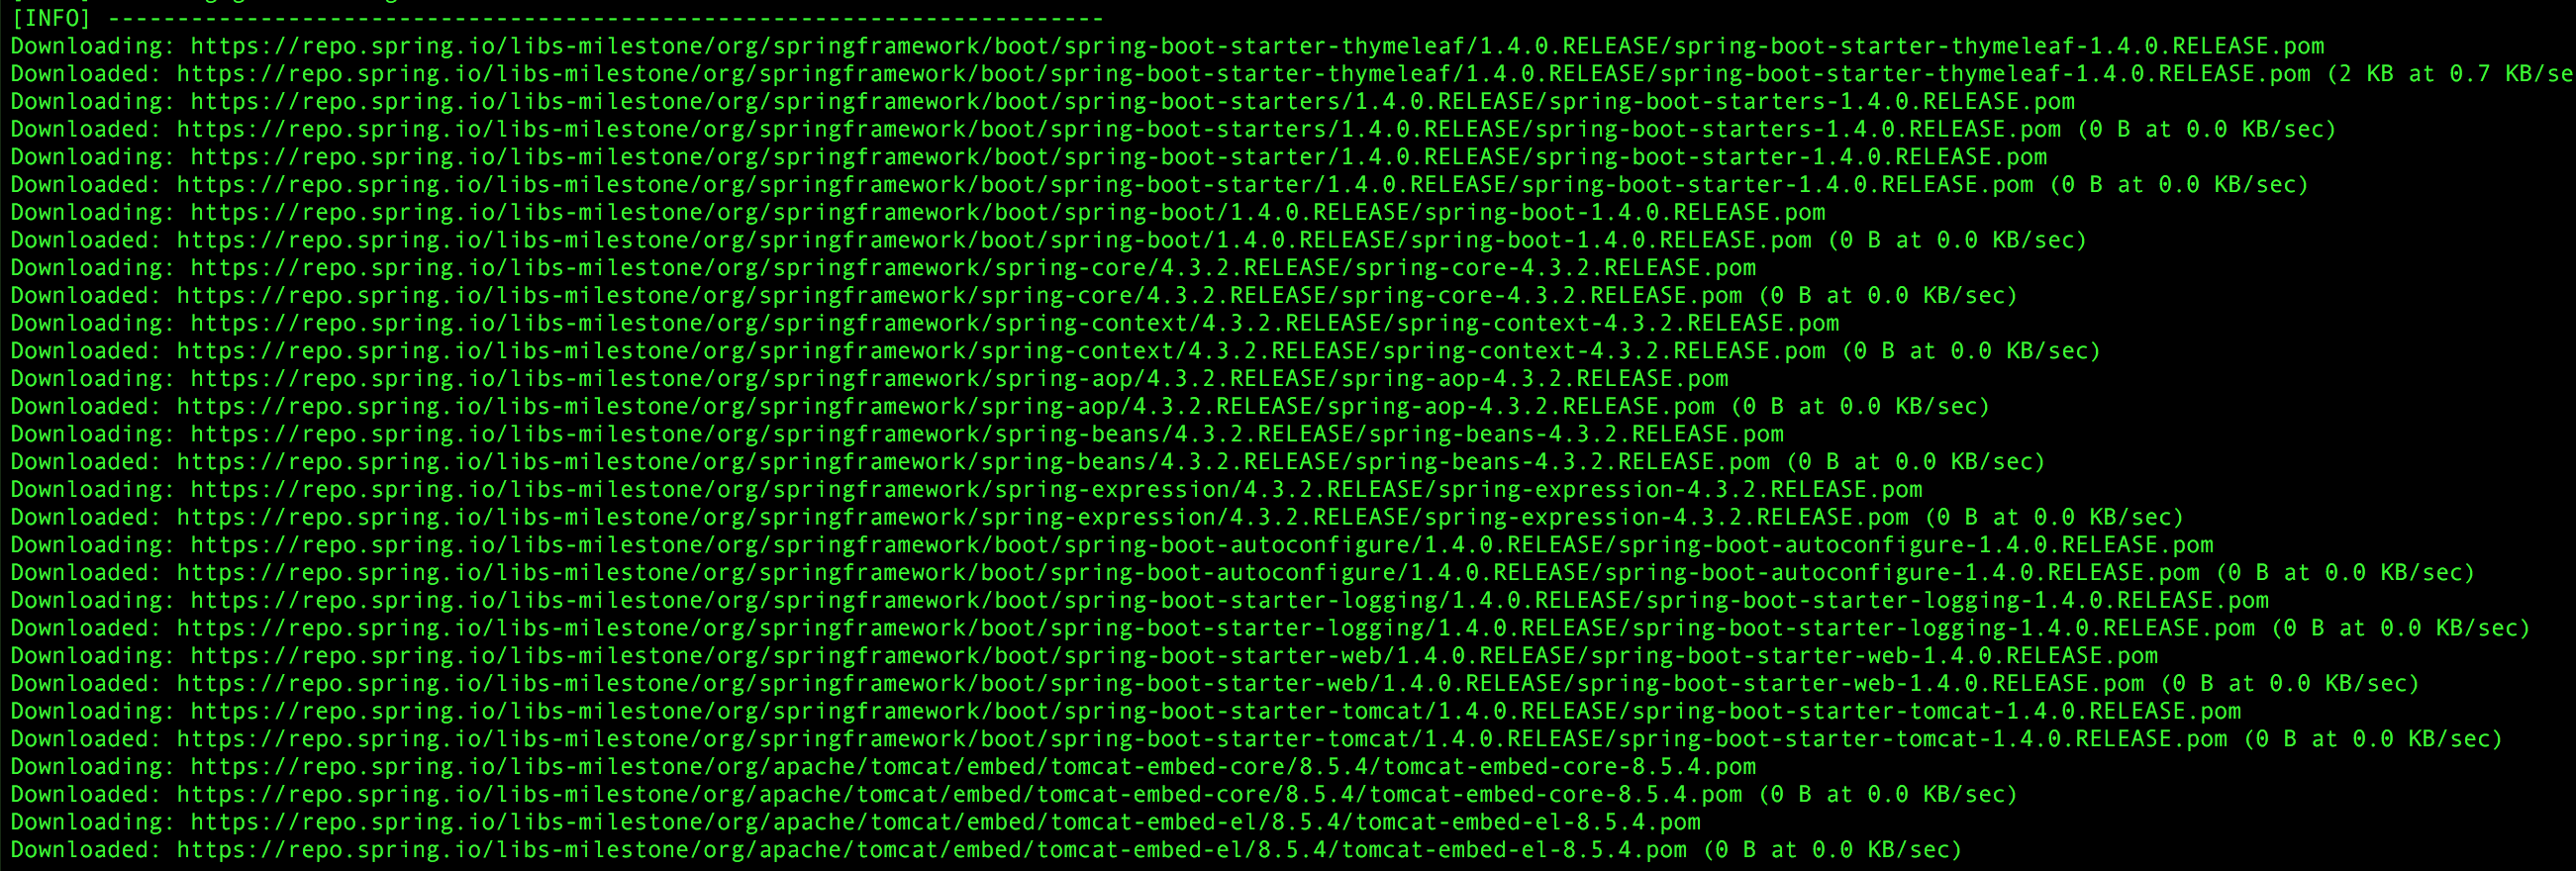 [INFO] ------------------------------------------------------------------------
Downloading: https://repo.spring.io/libs-milestone/org/springframework/boot/spring-boot-starter-thymeleaf/1.4.0.RELEASE/spring-boot-starter-thymeleaf-1.4.0.RELEASE.pom
Downloaded: https://repo.spring.io/libs-milestone/org/springframework/boot/spring-boot-starter-thymeleaf/1.4.0.RELEASE/spring-boot-starter-thymeleaf-1.4.0.RELEASE.pom (2 KB at 0.7 KB/se
Downloading: https://repo.spring.io/libs-milestone/org/springframework/boot/spring-boot-starters/1.4.0.RELEASE/spring-boot-starters-1.4.0.RELEASE.pom
Downloaded: https://repo.spring.io/libs-milestone/org/springframework/boot/spring-boot-starters/1.4.0.RELEASE/spring-boot-starters-1.4.0.RELEASE.pom (0 B at 0.0 KB/sec)
Downloading: https://repo.spring.io/libs-milestone/org/springframework/boot/spring-boot-starter/1.4.0.RELEASE/spring-boot-starter-1.4.0.RELEASE.pom
Downloaded: https://repo.spring.io/libs-milestone/org/springframework/boot/spring-boot-starter/1.4.0.RELEASE/spring-boot-starter-1.4.0.RELEASE.pom (0 B at 0.0 KB/sec)
Downloading: https://repo.spring.io/libs-milestone/org/springframework/boot/spring-boot/1.4.0.RELEASE/spring-boot-1.4.0.RELEASE.pom
Downloaded: https://repo.spring.io/libs-milestone/org/springframework/boot/spring-boot/1.4.0.RELEASE/spring-boot-1.4.0.RELEASE.pom (0 B at 0.0 KB/sec)
Downloading: https://repo.spring.io/libs-milestone/org/springframework/spring-core/4.3.2.RELEASE/spring-core-4.3.2.RELEASE.pom
Downloaded: https://repo.spring.io/libs-milestone/org/springframework/spring-core/4.3.2.RELEASE/spring-core-4.3.2.RELEASE.pom (0 B at 0.0 KB/sec)
Downloading: https://repo.spring.io/libs-milestone/org/springframework/spring-context/4.3.2.RELEASE/spring-context-4.3.2.RELEASE.pom
Downloaded: https://repo.spring.io/libs-milestone/org/springframework/spring-context/4.3.2.RELEASE/spring-context-4.3.2.RELEASE.pom (0 B at 0.0 KB/sec)
Downloading: https://repo.spring.io/libs-milestone/org/springframework/spring-aop/4.3.2.RELEASE/spring-aop-4.3.2.RELEASE.pom
Downloaded: https://repo.spring.io/libs-milestone/org/springframework/spring-aop/4.3.2.RELEASE/spring-aop-4.3.2.RELEASE.pom (0 B at 0.0 KB/sec)
Downloading: https://repo.spring.io/libs-milestone/org/springframework/spring-beans/4.3.2.RELEASE/spring-beans-4.3.2.RELEASE.pom
Downloaded: https://repo.spring.io/libs-milestone/org/springframework/spring-beans/4.3.2.RELEASE/spring-beans-4.3.2.RELEASE.pom (0 B at 0.0 KB/sec)
Downloading: https://repo.spring.io/libs-milestone/org/springframework/spring-expression/4.3.2.RELEASE/spring-expression-4.3.2.RELEASE.pom
Downloaded: https://repo.spring.io/libs-milestone/org/springframework/spring-expression/4.3.2.RELEASE/spring-expression-4.3.2.RELEASE.pom (0 B at 0.0 KB/sec)
Downloading: https://repo.spring.io/libs-milestone/org/springframework/boot/spring-boot-autoconfigure/1.4.0.RELEASE/spring-boot-autoconfigure-1.4.0.RELEASE.pom
Downloaded: https://repo.spring.io/libs-milestone/org/springframework/boot/spring-boot-autoconfigure/1.4.0.RELEASE/spring-boot-autoconfigure-1.4.0.RELEASE.pom (0 B at 0.0 KB/sec)
Downloading: https://repo.spring.io/libs-milestone/org/springframework/boot/spring-boot-starter-logging/1.4.0.RELEASE/spring-boot-starter-logging-1.4.0.RELEASE.pom
Downloaded: https://repo.spring.io/libs-milestone/org/springframework/boot/spring-boot-starter-logging/1.4.0.RELEASE/spring-boot-starter-logging-1.4.0.RELEASE.pom (0 B at 0.0 KB/sec)
Downloading: https://repo.spring.io/libs-milestone/org/springframework/boot/spring-boot-starter-web/1.4.0.RELEASE/spring-boot-starter-web-1.4.0.RELEASE.pom
Downloaded: https://repo.spring.io/libs-milestone/org/springframework/boot/spring-boot-starter-web/1.4.0.RELEASE/spring-boot-starter-web-1.4.0.RELEASE.pom (0 B at 0.0 KB/sec)
Downloading: https://repo.spring.io/libs-milestone/org/springframework/boot/spring-boot-starter-tomcat/1.4.0.RELEASE/spring-boot-starter-tomcat-1.4.0.RELEASE.pom
Downloaded: https://repo.spring.io/libs-milestone/org/springframework/boot/spring-boot-starter-tomcat/1.4.0.RELEASE/spring-boot-starter-tomcat-1.4.0.RELEASE.pom (0 B at 0.0 KB/sec)
Downloading: https://repo.spring.io/libs-milestone/org/apache/tomcat/embed/tomcat-embed-core/8.5.4/tomcat-embed-core-8.5.4.pom
Downloaded: https://repo.spring.io/libs-milestone/org/apache/tomcat/embed/tomcat-embed-core/8.5.4/tomcat-embed-core-8.5.4.pom (0 B at 0.0 KB/sec)
Downloading: https://repo.spring.io/libs-milestone/org/apache/tomcat/embed/tomcat-embed-el/8.5.4/tomcat-embed-el-8.5.4.pom
Downloaded: https://repo.spring.io/libs-milestone/org/apache/tomcat/embed/tomcat-embed-el/8.5.4/tomcat-embed-el-8.5.4.pom (0 B at 0.0 KB/sec)